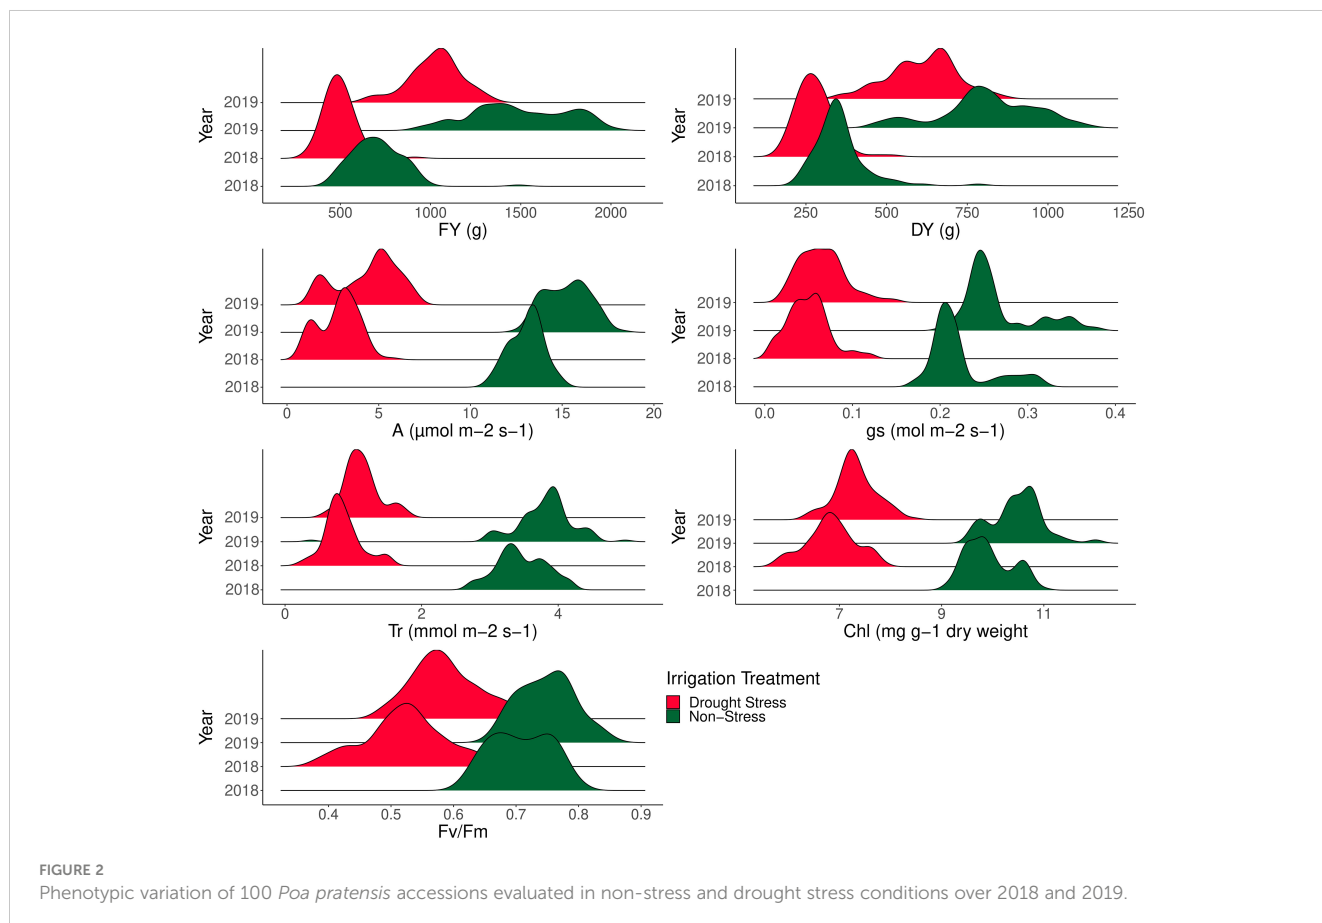 Year
2019
2019
2018
2018
500 1000 1500 2000
FY (g)
Year
2019
2019
2018
2018
250 500 750 1000 1250
DY (g)
Year
2019
2019
2018
2018
0 5 10 15 20
A (μmol m−2 s−1)
Year
2019
2019
2018
2018
0.0 0.1 0.2 0.3 0.4
gs (mol m−2 s−1)
Year
2019
2019
2018
2018
0 2 4
Tr (mmol m−2 s−1)
Year
2019
2019
2018
2018
7 9 11
Chl (mg g−1 dry weight
Year
2019
2019
2018
2018
0.4 0.5 0.6 0.7 0.8 0.9
Fv/Fm
Irrigation Treatment
Drought Stress
Non−Stress
FIGURE 2
Phenotypic variation of 100 Poa pratensis accessions evaluated in non-stress and drought stress conditions over 2018 and 2019.